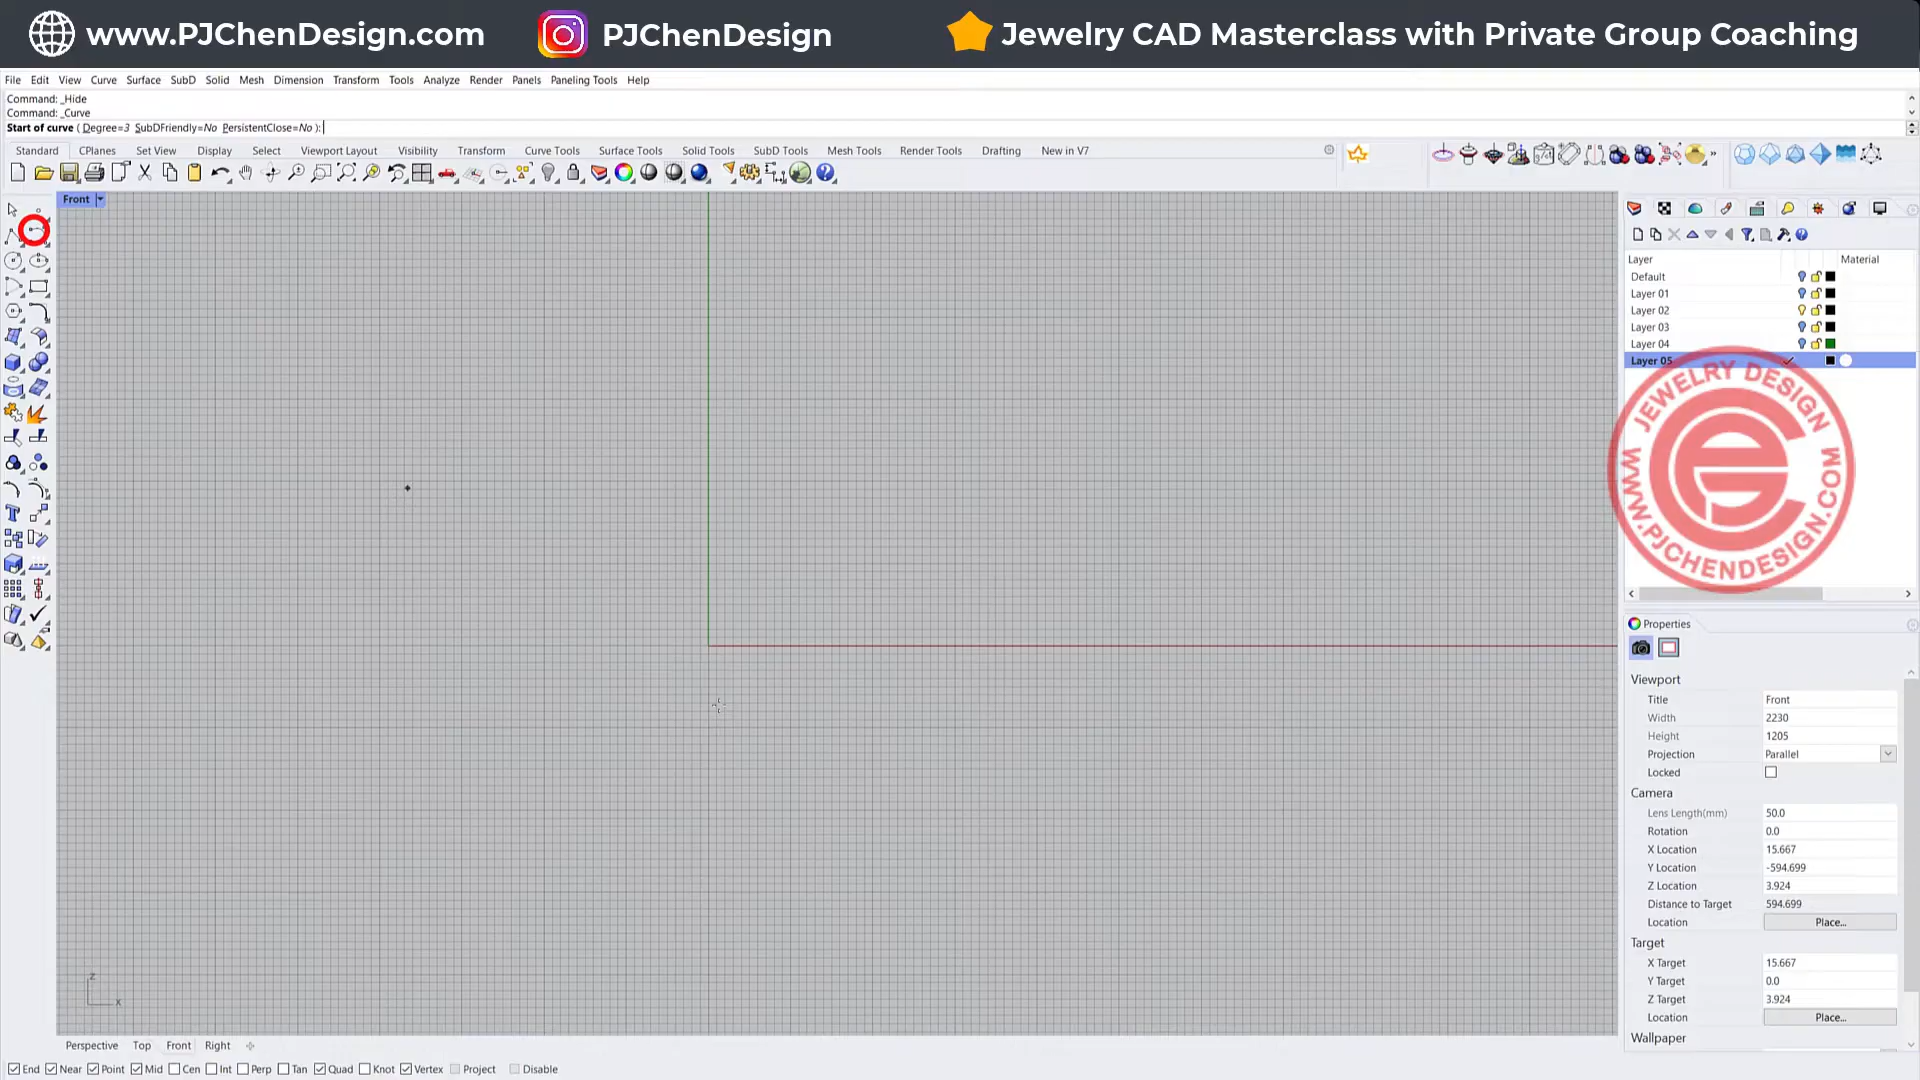 www.PJChenDesign.com PJChenDesign Jewelry CAD Masterclass with Private Group Coaching
File Edit View Curve Surface SubD Solid Mesh Dimension Transform Tools Analyze Render Panels Paneling Tools Help
Command: _Hide
Command: _Curve
Start of curve ( Degree=3 SubDFriendly=No PersistentClose=No ):
Standard CPlanes Set View Display Select Viewport Layout Visibility Transform Curve Tools Surface Tools Solid Tools SubD Tools Mesh Tools Render Tools Drafting New in V7
Front
Layer Material
Default
Layer 01
Layer 02
Layer 03
Layer 04
Layer 05
JEWELRY DESIGN
WWW.PJCHENDESIGN.COM
Properties
Viewport
Title Front
Width 2230
Height 1205
Projection Parallel
Locked
Camera
Lens Length(mm) 50.0
Rotation 0.0
X Location 15.667
Y Location -594.699
Z Location 3.924
Distance to Target 594.699
Location Place...
Target
X Target 15.667
Y Target 0.0
Z Target 3.924
Location Place...
Wallpaper
z
x
Perspective Top Front Right
End Near Point Mid Cen Int Perp Tan Quad Knot Vertex Project Disable